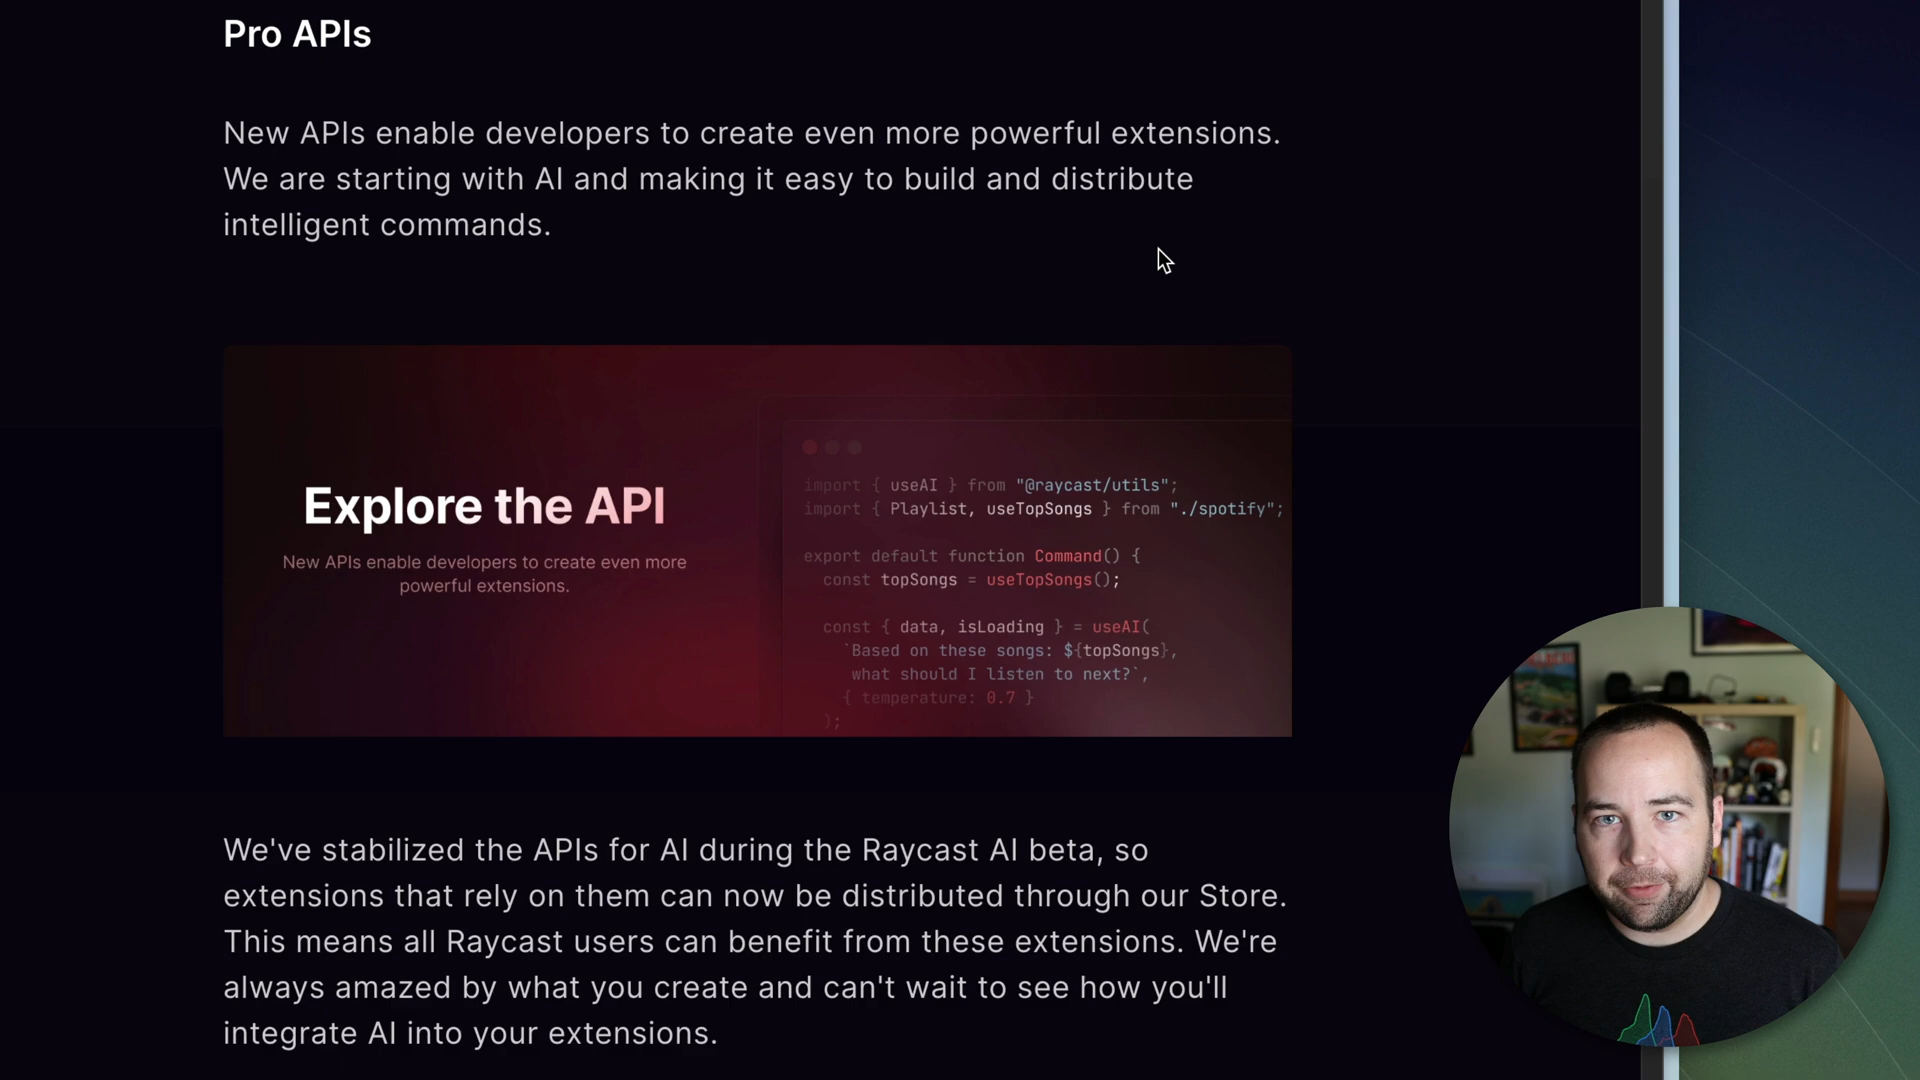 Pro APIs
New APIs enable developers to create even more powerful extensions.
We are starting with AI and making it easy to build and distribute
intelligent commands.
Explore the API
New APIs enable developers to create even more
powerful extensions.
import { useAI } from "@raycast/utils";
import { Playlist, useTopSongs } from "./spotify";
export default function Command() {
const topSongs = useTopSongs();
const { data, isLoading } = useAI(
`Based on these songs: ${topSongs},
what should I listen to next?`,
{ temperature: 0.7 }
);
We've stabilized the APIs for AI during the Raycast AI beta, so
extensions that rely on them can now be distributed through our Store.
This means all Raycast users can benefit from these extensions. We're
always amazed by what you create and can't wait to see how you'll
integrate AI into your extensions.